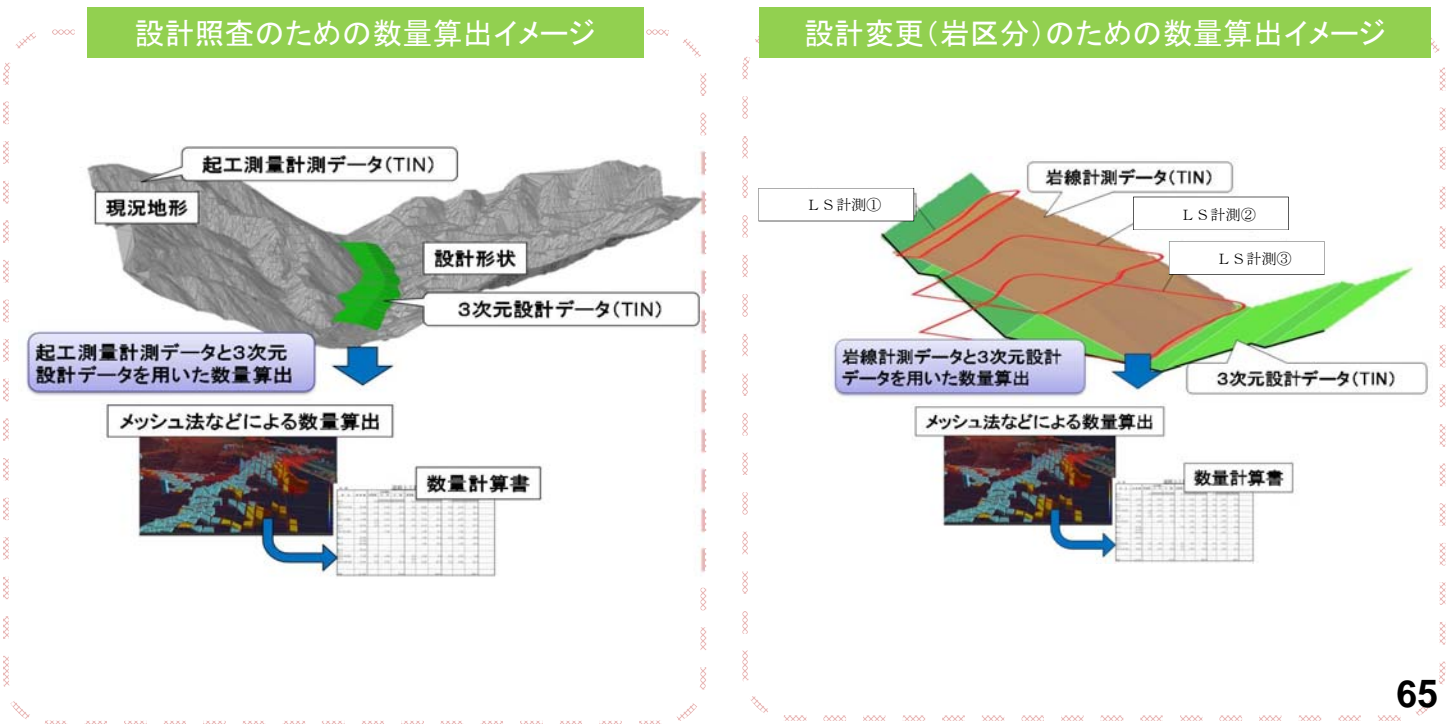 設計照査のための数量算出イメージ
起工測量計測データ(TIN)
現況地形
設計形状
3次元設計データ(TIN)
起工測量計測データと3次元
設計データを用いた数量算出
メッシュ法などによる数量算出
数量計算書
設計変更(岩区分)のための数量算出イメージ
岩線計測データ(TIN)
LS計測①
LS計測②
LS計測③
岩線計測データと3次元設計
データを用いた数量算出
3次元設計データ(TIN)
メッシュ法などによる数量算出
数量計算書
65